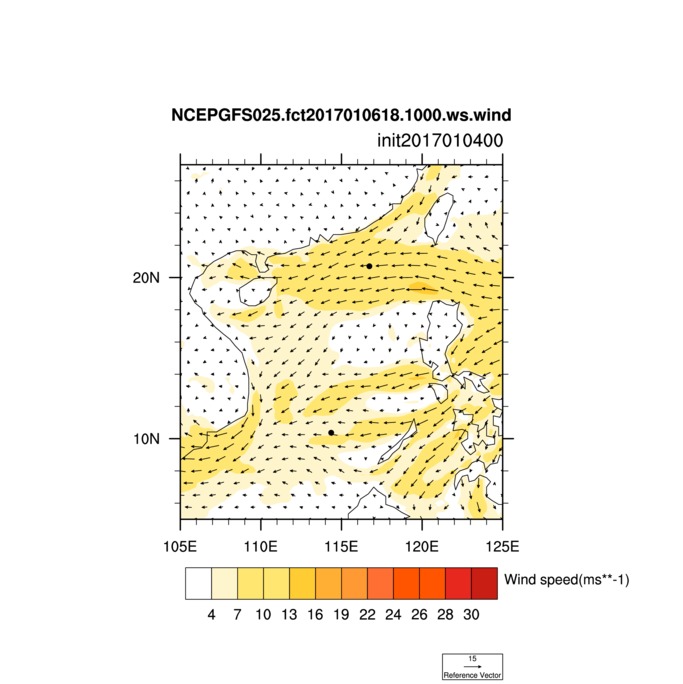 NCEPGFS025.fct2017010618.1000.ws.wind
init2017010400
20N
10N
105E 110E 115E 120E 125E
Wind speed(ms**-1)
4 7 10 13 16 19 22 24 26 28 30
15
Reference Vector